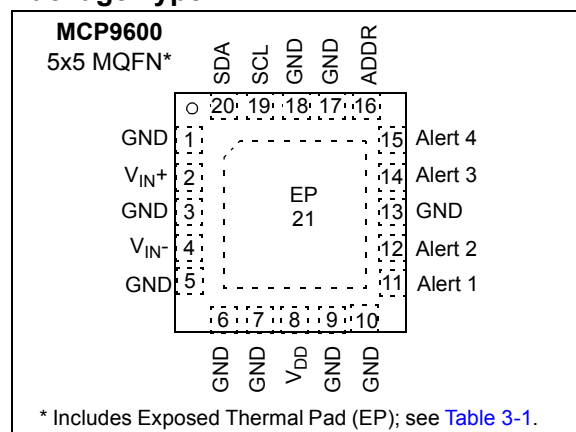 MCP9600
5x5 MQFN*
SDA
SCL
GND
GND
ADDR
20 19 18 17 16
GND 1
15 Alert 4
VIN+ 2
14 Alert 3
GND 3
EP
21
13 GND
VIN- 4
12 Alert 2
GND 5
11 Alert 1
6 7 8 9 10
GND
GND
VDD
GND
GND
* Includes Exposed Thermal Pad (EP); see Table 3-1.